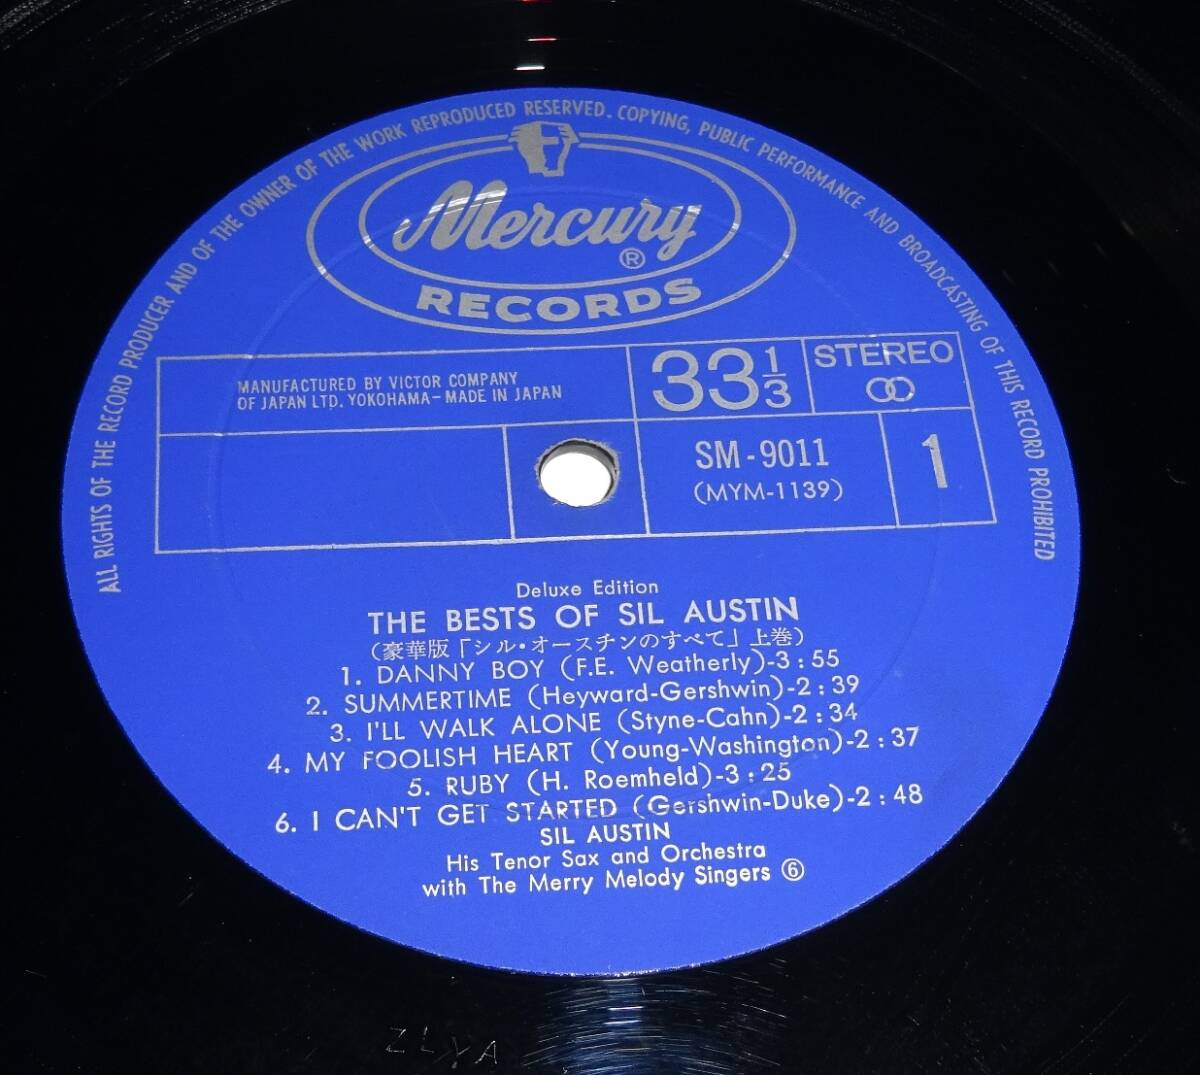 ALL RIGHTS OF THE RECORD PRODUCER AND OF THE OWNER OF THE WORK REPRODUCED RESERVED. COPYING, PUBLIC PERFORMANCE AND BROADCASTING OF THIS RECORD PROHIBITED
Mercury ®
RECORDS
MANUFACTURED BY VICTOR COMPANY
OF JAPAN LTD. YOKOHAMA – MADE IN JAPAN
33 1/3
STEREO
SM-9011
(MYM-1139)
1
Deluxe Edition
THE BESTS OF SIL AUSTIN
(豪華版「シル・オースチンのすべて」上巻)
1. DANNY BOY (F.E. Weatherly)-3:55
2. SUMMERTIME (Heyward-Gershwin)-2:39
3. I'LL WALK ALONE (Styne-Cahn)-2:34
4. MY FOOLISH HEART (Young-Washington)-2:37
5. RUBY (H. Roemheld)-3:25
6. I CAN'T GET STARTED (Gershwin-Duke)-2:48
SIL AUSTIN
His Tenor Sax and Orchestra
with The Merry Melody Singers ⑥